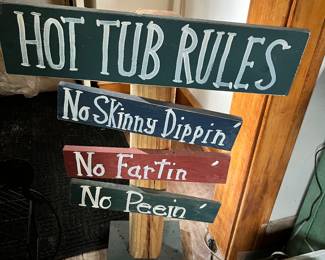 HOT TUB RULES
No Skinny Dippin'
No Fartin'
No Peein'